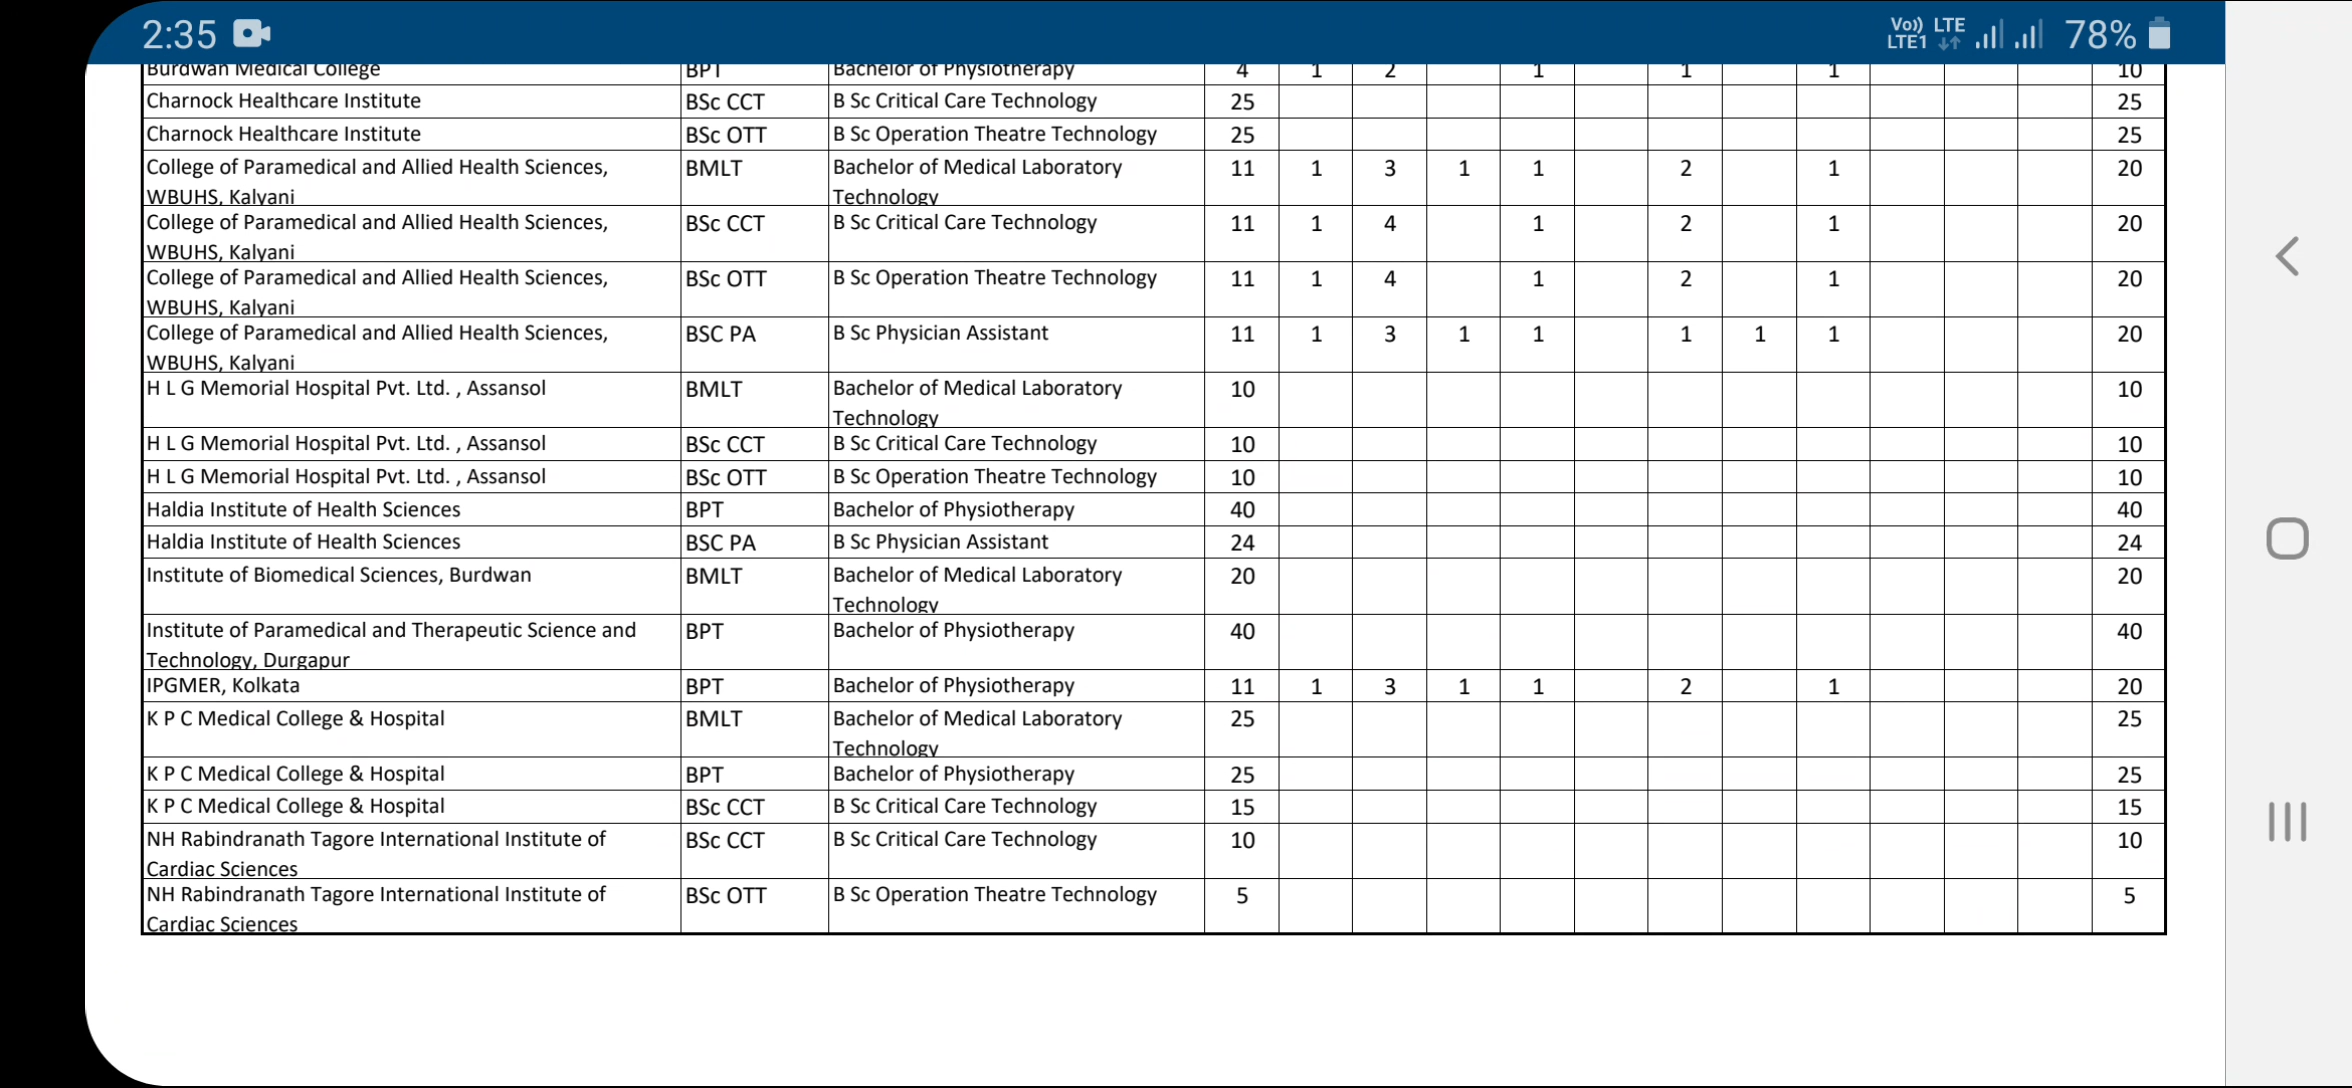 2:35 Vo)) LTE LTE1 78%
Burdwan Medical College BPT Bachelor of Physiotherapy 4 1 2 1 1 1 10
Charnock Healthcare Institute BSc CCT B Sc Critical Care Technology 25 25
Charnock Healthcare Institute BSc OTT B Sc Operation Theatre Technology 25 25
College of Paramedical and Allied Health Sciences, BMLT Bachelor of Medical Laboratory 11 1 3 1 1 2 1 20
WBUHS, Kalyani Technology
College of Paramedical and Allied Health Sciences, BSc CCT B Sc Critical Care Technology 11 1 4 1 2 1 20
WBUHS, Kalyani
College of Paramedical and Allied Health Sciences, BSc OTT B Sc Operation Theatre Technology 11 1 4 1 2 1 20
WBUHS, Kalyani
College of Paramedical and Allied Health Sciences, BSC PA B Sc Physician Assistant 11 1 3 1 1 1 1 1 20
WBUHS, Kalyani
H L G Memorial Hospital Pvt. Ltd. , Assansol BMLT Bachelor of Medical Laboratory 10 10
Technology
H L G Memorial Hospital Pvt. Ltd. , Assansol BSc CCT B Sc Critical Care Technology 10 10
H L G Memorial Hospital Pvt. Ltd. , Assansol BSc OTT B Sc Operation Theatre Technology 10 10
Haldia Institute of Health Sciences BPT Bachelor of Physiotherapy 40 40
Haldia Institute of Health Sciences BSC PA B Sc Physician Assistant 24 24
Institute of Biomedical Sciences, Burdwan BMLT Bachelor of Medical Laboratory 20 20
Technology
Institute of Paramedical and Therapeutic Science and BPT Bachelor of Physiotherapy 40 40
Technology, Durgapur
IPGMER, Kolkata BPT Bachelor of Physiotherapy 11 1 3 1 1 2 1 20
K P C Medical College & Hospital BMLT Bachelor of Medical Laboratory 25 25
Technology
K P C Medical College & Hospital BPT Bachelor of Physiotherapy 25 25
K P C Medical College & Hospital BSc CCT B Sc Critical Care Technology 15 15
NH Rabindranath Tagore International Institute of BSc CCT B Sc Critical Care Technology 10 10
Cardiac Sciences
NH Rabindranath Tagore International Institute of BSc OTT B Sc Operation Theatre Technology 5 5
Cardiac Sciences